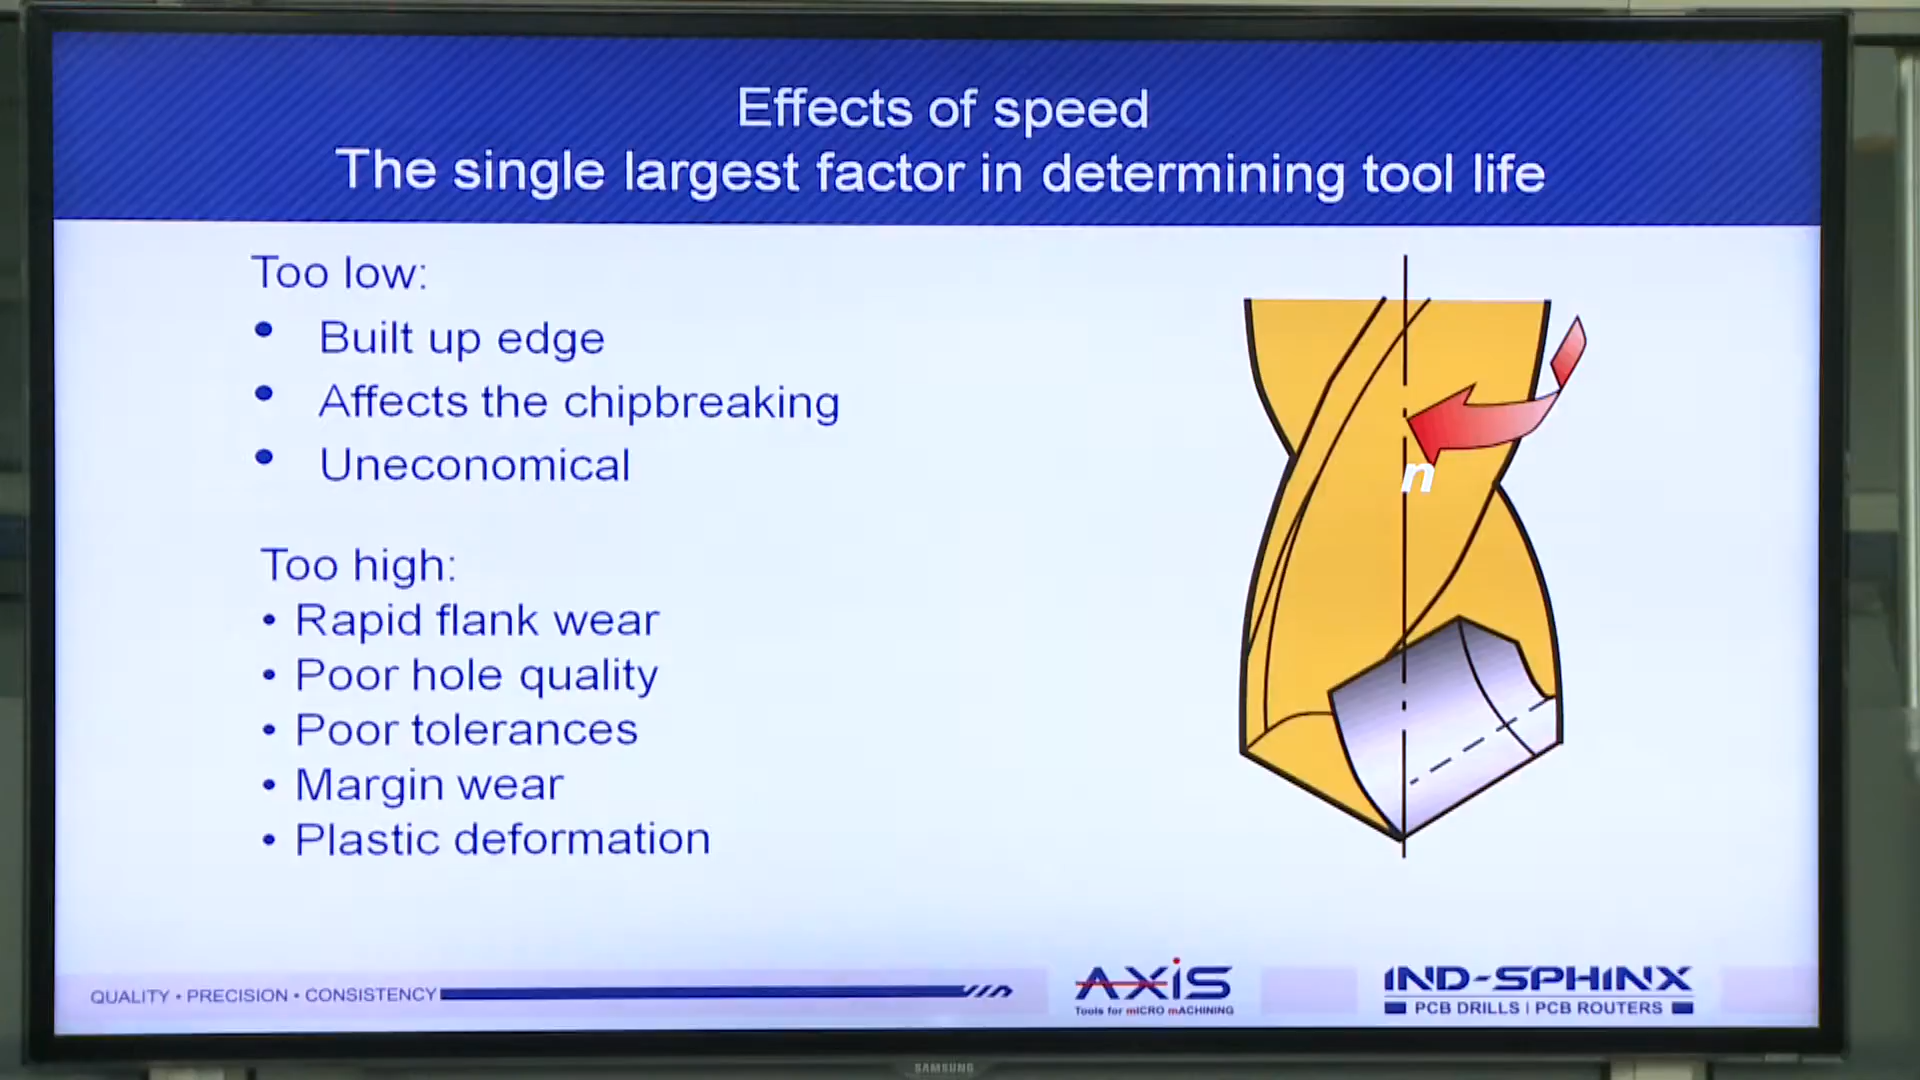 Effects of speed
The single largest factor in determining tool life
Too low:
• Built up edge
• Affects the chipbreaking
• Uneconomical
Too high:
• Rapid flank wear
• Poor hole quality
• Poor tolerances
• Margin wear
• Plastic deformation
n
QUALITY • PRECISION • CONSISTENCY
AXiS
Tools for mICRO mACHINING
IND-SPHINX
PCB DRILLS | PCB ROUTERS
SAMSUNG